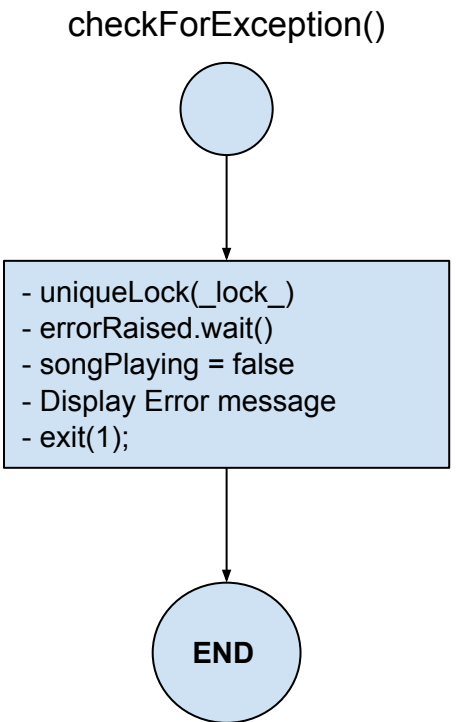 checkForException()
- uniqueLock(_lock_)
- errorRaised.wait()
- songPlaying = false
- Display Error message
- exit(1);
END